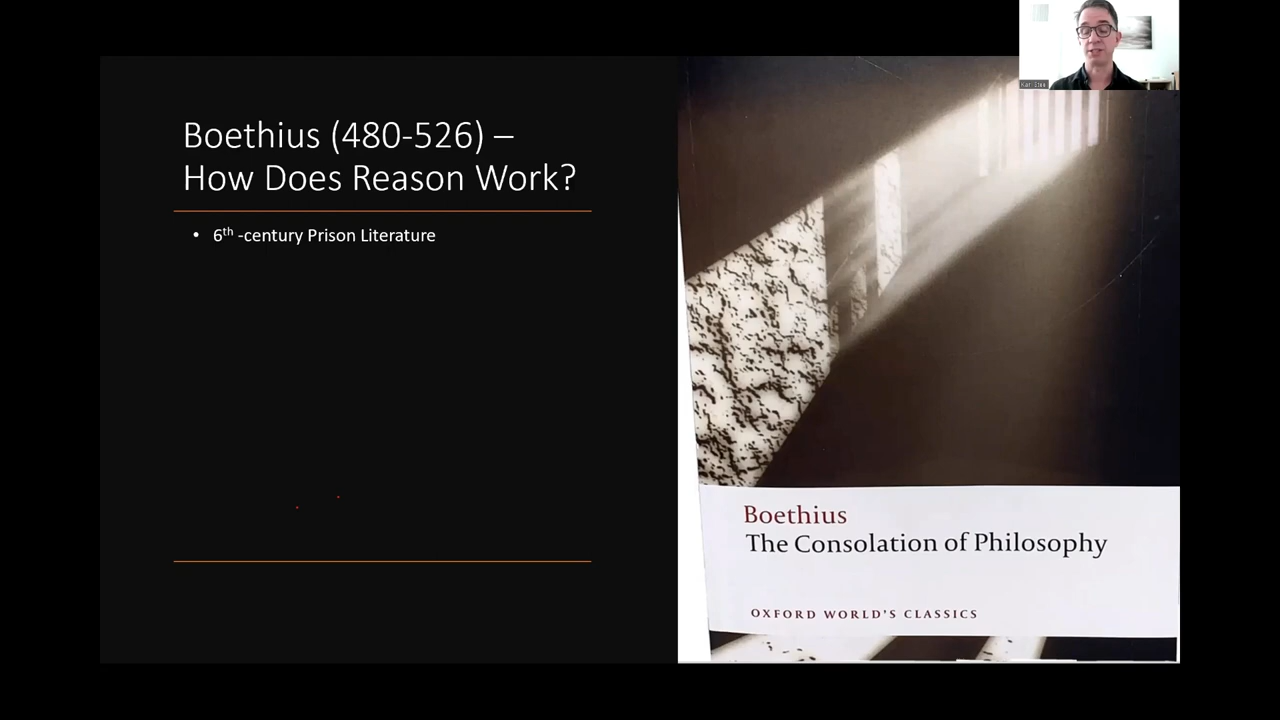 Boethius (480-526) –
How Does Reason Work?
• 6th -century Prison Literature
Boethius
The Consolation of Philosophy
OXFORD WORLD'S CLASSICS